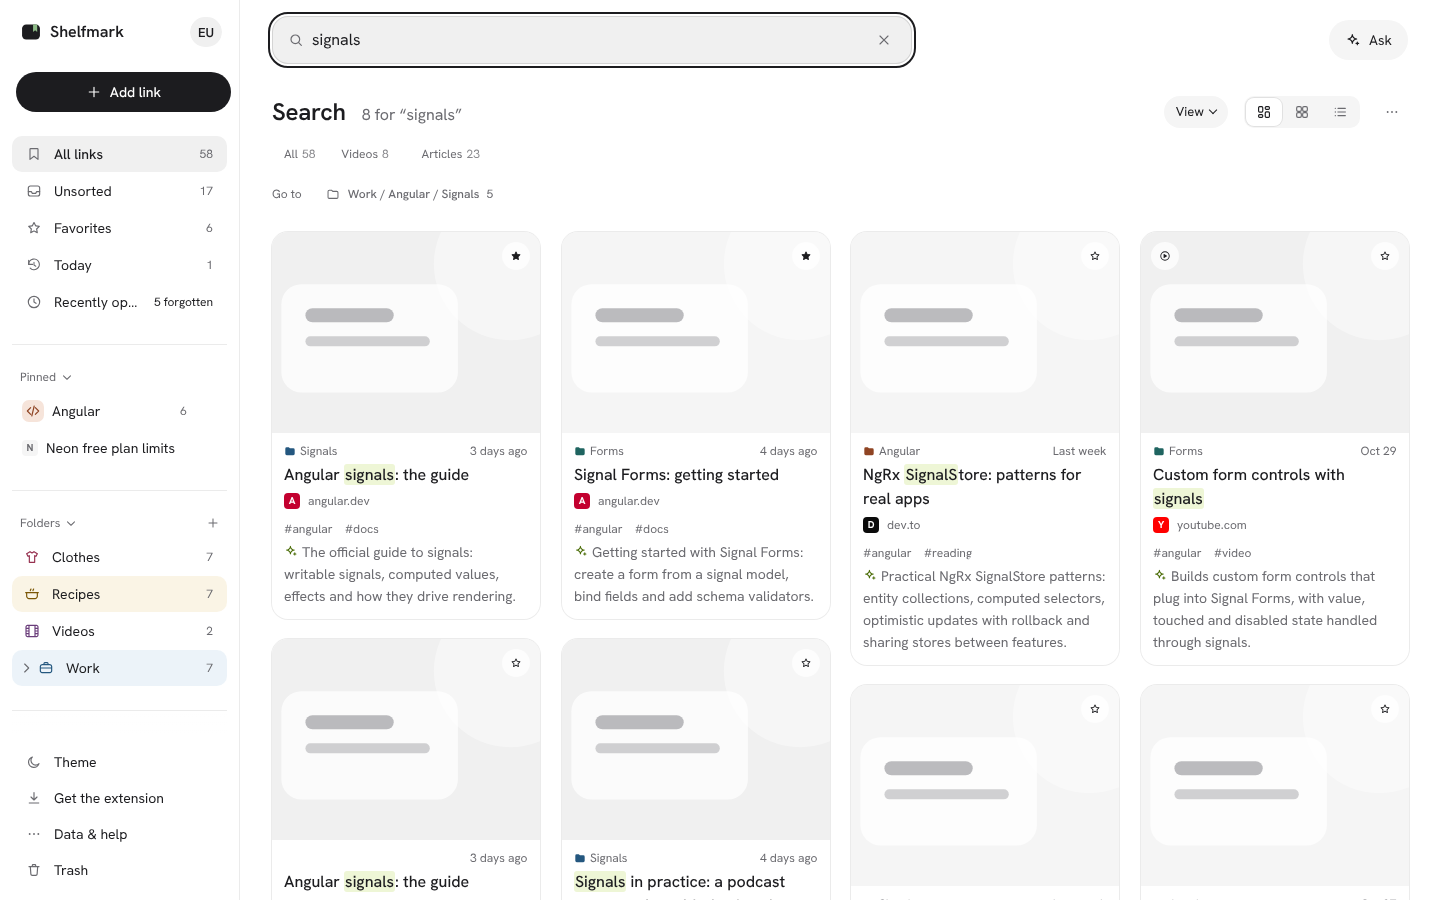 Shelfmark
EU
Add link
All links 58
Unsorted 17
Favorites 6
Today 1
Recently op... 5 forgotten
Pinned
Angular 6
N Neon free plan limits
Folders
Clothes 7
Recipes 7
Videos 2
Work 7
Theme
Get the extension
Data & help
Trash
signals
Ask
Search 8 for “signals”
View
All 58 Videos 8 Articles 23
Go to Work / Angular / Signals 5
Signals 3 days ago
Angular signals: the guide
A angular.dev
#angular #docs
The official guide to signals:
writable signals, computed values,
effects and how they drive rendering.
Forms 4 days ago
Signal Forms: getting started
A angular.dev
#angular #docs
Getting started with Signal Forms:
create a form from a signal model,
bind fields and add schema validators.
Angular Last week
NgRx SignalStore: patterns for
real apps
D dev.to
#angular #reading
Practical NgRx SignalStore patterns:
entity collections, computed selectors,
optimistic updates with rollback and
sharing stores between features.
Forms Oct 29
Custom form controls with
signals
Y youtube.com
#angular #video
Builds custom form controls that
plug into Signal Forms, with value,
touched and disabled state handled
through signals.
3 days ago
Angular signals: the guide
Signals 4 days ago
Signals in practice: a podcast